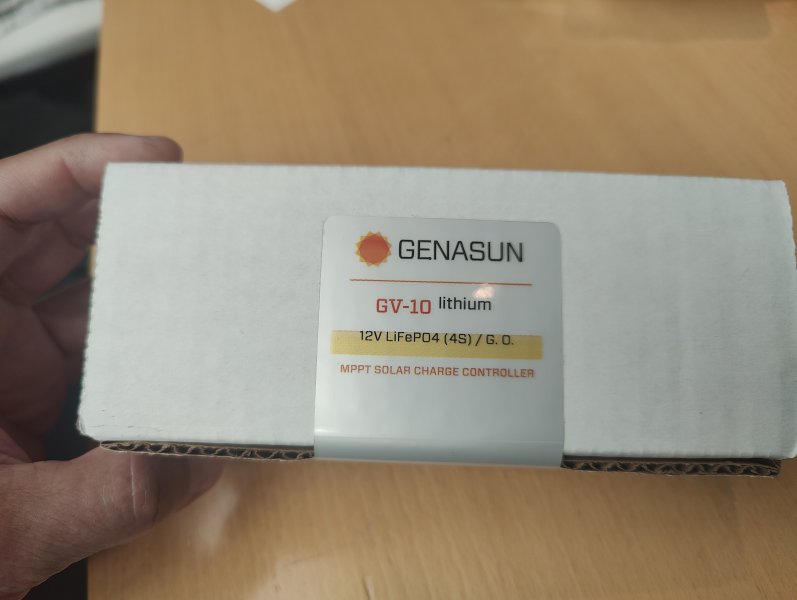 GENASUN
GV-10 lithium
12V LiFePO4 (4S) / G. O.
MPPT SOLAR CHARGE CONTROLLER